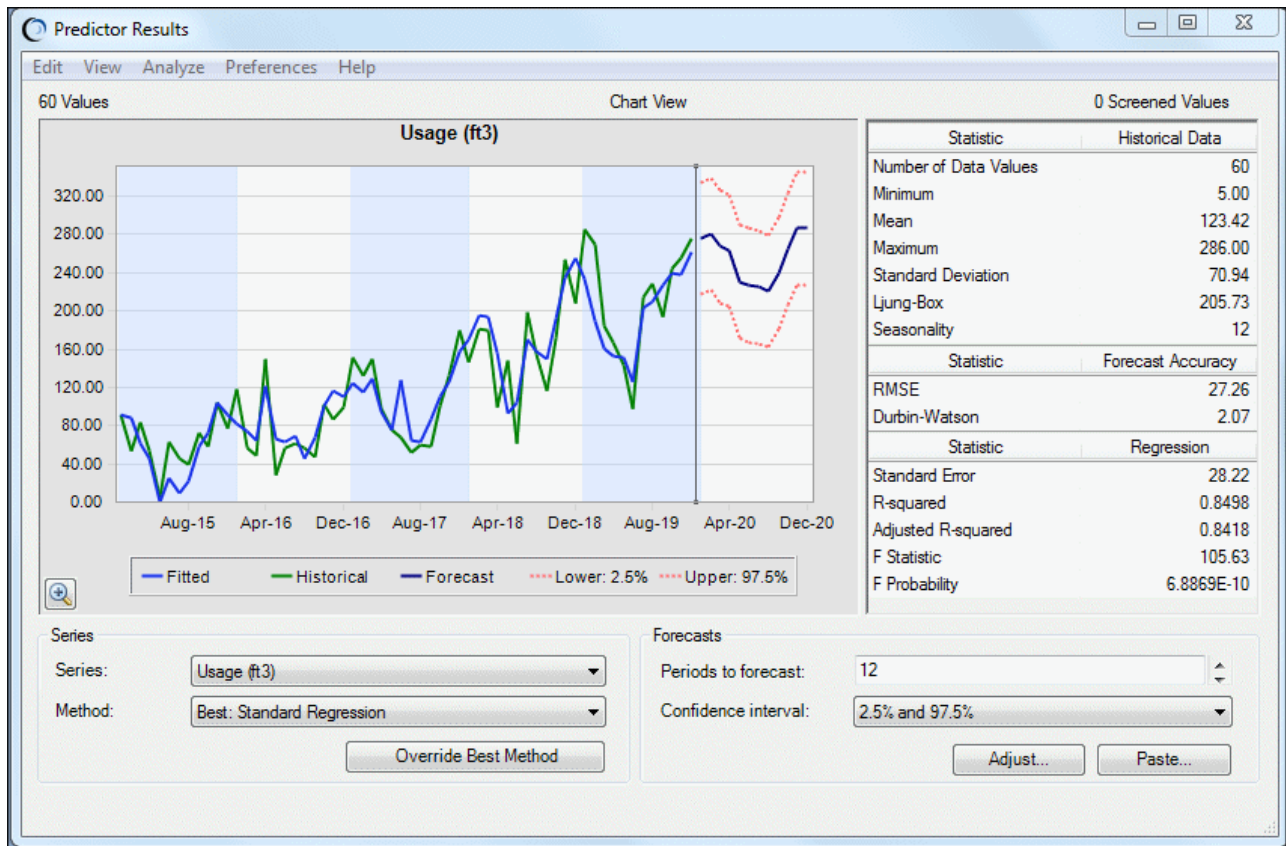 Predictor Results
Edit View Analyze Preferences Help
60 Values Chart View 0 Screened Values
Usage (ft3)
320.00
280.00
240.00
200.00
160.00
120.00
80.00
40.00
0.00
Aug-15 Apr-16 Dec-16 Aug-17 Apr-18 Dec-18 Aug-19 Apr-20 Dec-20
Fitted Historical Forecast Lower: 2.5% Upper: 97.5%
Statistic Historical Data
Number of Data Values 60
Minimum 5.00
Mean 123.42
Maximum 286.00
Standard Deviation 70.94
Ljung-Box 205.73
Seasonality 12
Statistic Forecast Accuracy
RMSE 27.26
Durbin-Watson 2.07
Statistic Regression
Standard Error 28.22
R-squared 0.8498
Adjusted R-squared 0.8418
F Statistic 105.63
F Probability 6.8869E-10
Series
Series: Usage (ft3)
Method: Best: Standard Regression
Override Best Method
Forecasts
Periods to forecast: 12
Confidence interval: 2.5% and 97.5%
Adjust... Paste...